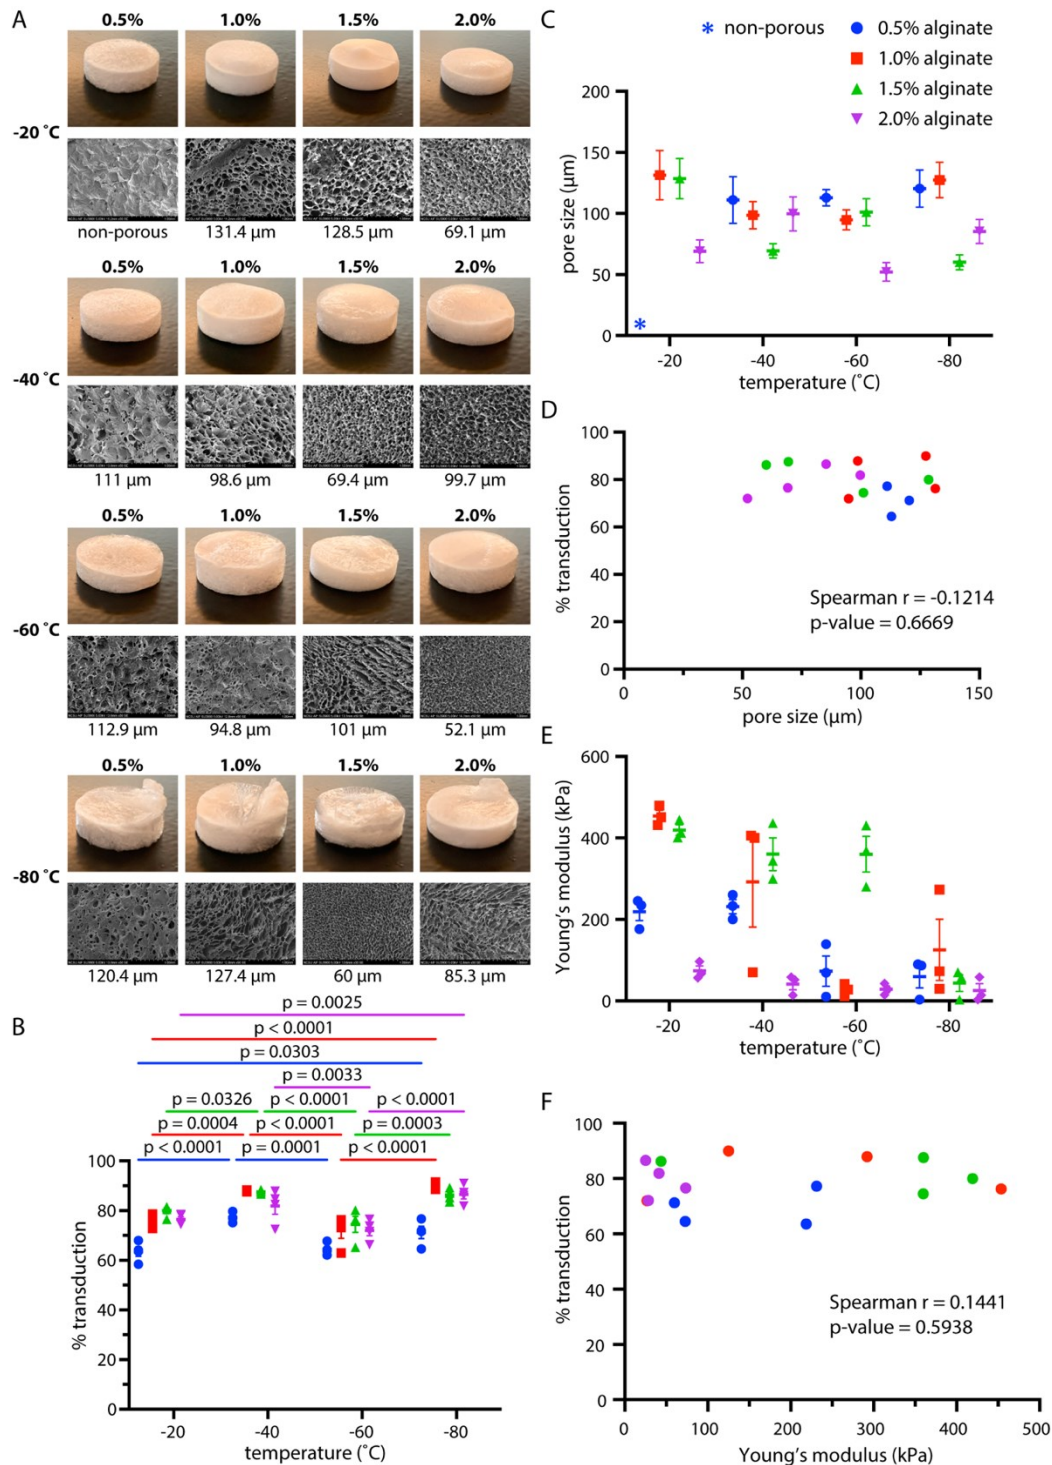 A
0.5% 1.0% 1.5% 2.0%
-20 ˚C
non-porous 131.4 µm 128.5 µm 69.1 µm
0.5% 1.0% 1.5% 2.0%
-40 ˚C
111 µm 98.6 µm 69.4 µm 99.7 µm
0.5% 1.0% 1.5% 2.0%
-60 ˚C
112.9 µm 94.8 µm 101 µm 52.1 µm
0.5% 1.0% 1.5% 2.0%
-80 ˚C
120.4 µm 127.4 µm 60 µm 85.3 µm
B
p = 0.0025
p < 0.0001
p = 0.0303
p = 0.0033
p = 0.0326 p < 0.0001 p < 0.0001
p = 0.0004 p < 0.0001 p = 0.0003
p < 0.0001 p = 0.0001 p < 0.0001
100
80
60
40
20
0
% transduction
-20 -40 -60 -80
temperature (˚C)
C
* non-porous
0.5% alginate
1.0% alginate
1.5% alginate
2.0% alginate
200
150
100
50
0
pore size (µm)
*
-20 -40 -60 -80
temperature (˚C)
D
100
80
60
40
20
0
% transduction
Spearman r = -0.1214
p-value = 0.6669
0 50 100 150
pore size (µm)
E
600
400
200
0
Young's modulus (kPa)
-20 -40 -60 -80
temperature (˚C)
F
100
80
60
40
20
0
% transduction
Spearman r = 0.1441
p-value = 0.5938
0 100 200 300 400 500
Young's modulus (kPa)